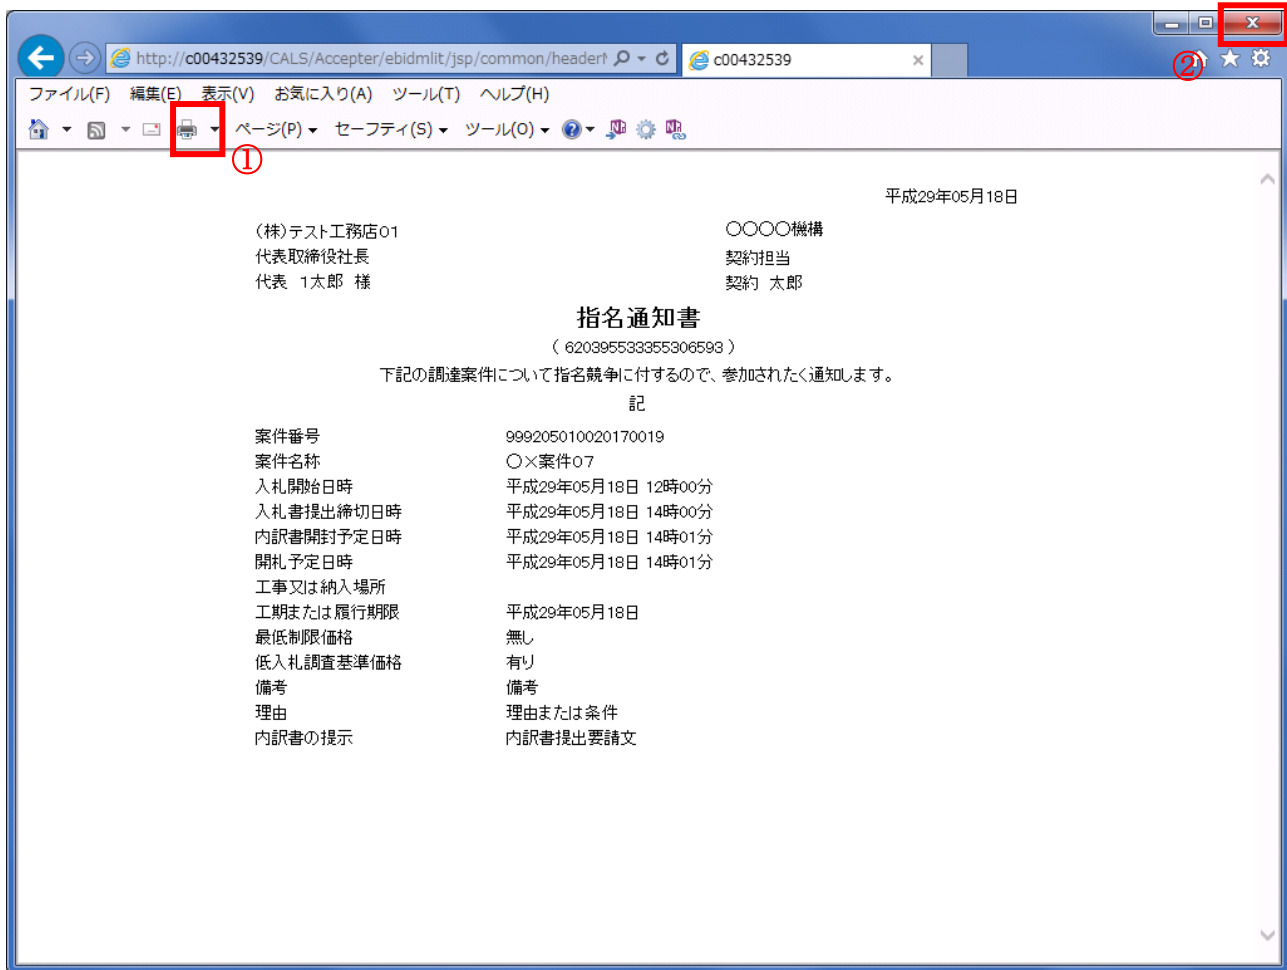 http://c00432539/CALS/Accepter/ebidmlit/jsp/common/header
c00432539
②
ファイル(F) 編集(E) 表示(V) お気に入り(A) ツール(T) ヘルプ(H)
ページ(P) セーフティ(S) ツール(O)
①
平成29年05月18日
(株)テスト工務店01 〇〇〇〇機構
代表取締役社長 契約担当
代表 1太郎 様 契約 太郎
指名通知書
( 620395533355306593 )
下記の調達案件について指名競争に付するので、参加されたく通知します。
記
案件番号 999205010020170019
案件名称 〇×案件07
入札開始日時 平成29年05月18日 12時00分
入札書提出締切日時 平成29年05月18日 14時00分
内訳書開封予定日時 平成29年05月18日 14時01分
開札予定日時 平成29年05月18日 14時01分
工事又は納入場所
工期または履行期限 平成29年05月18日
最低制限価格 無し
低入札調査基準価格 有り
備考 備考
理由 理由または条件
内訳書の提示 内訳書提出要請文